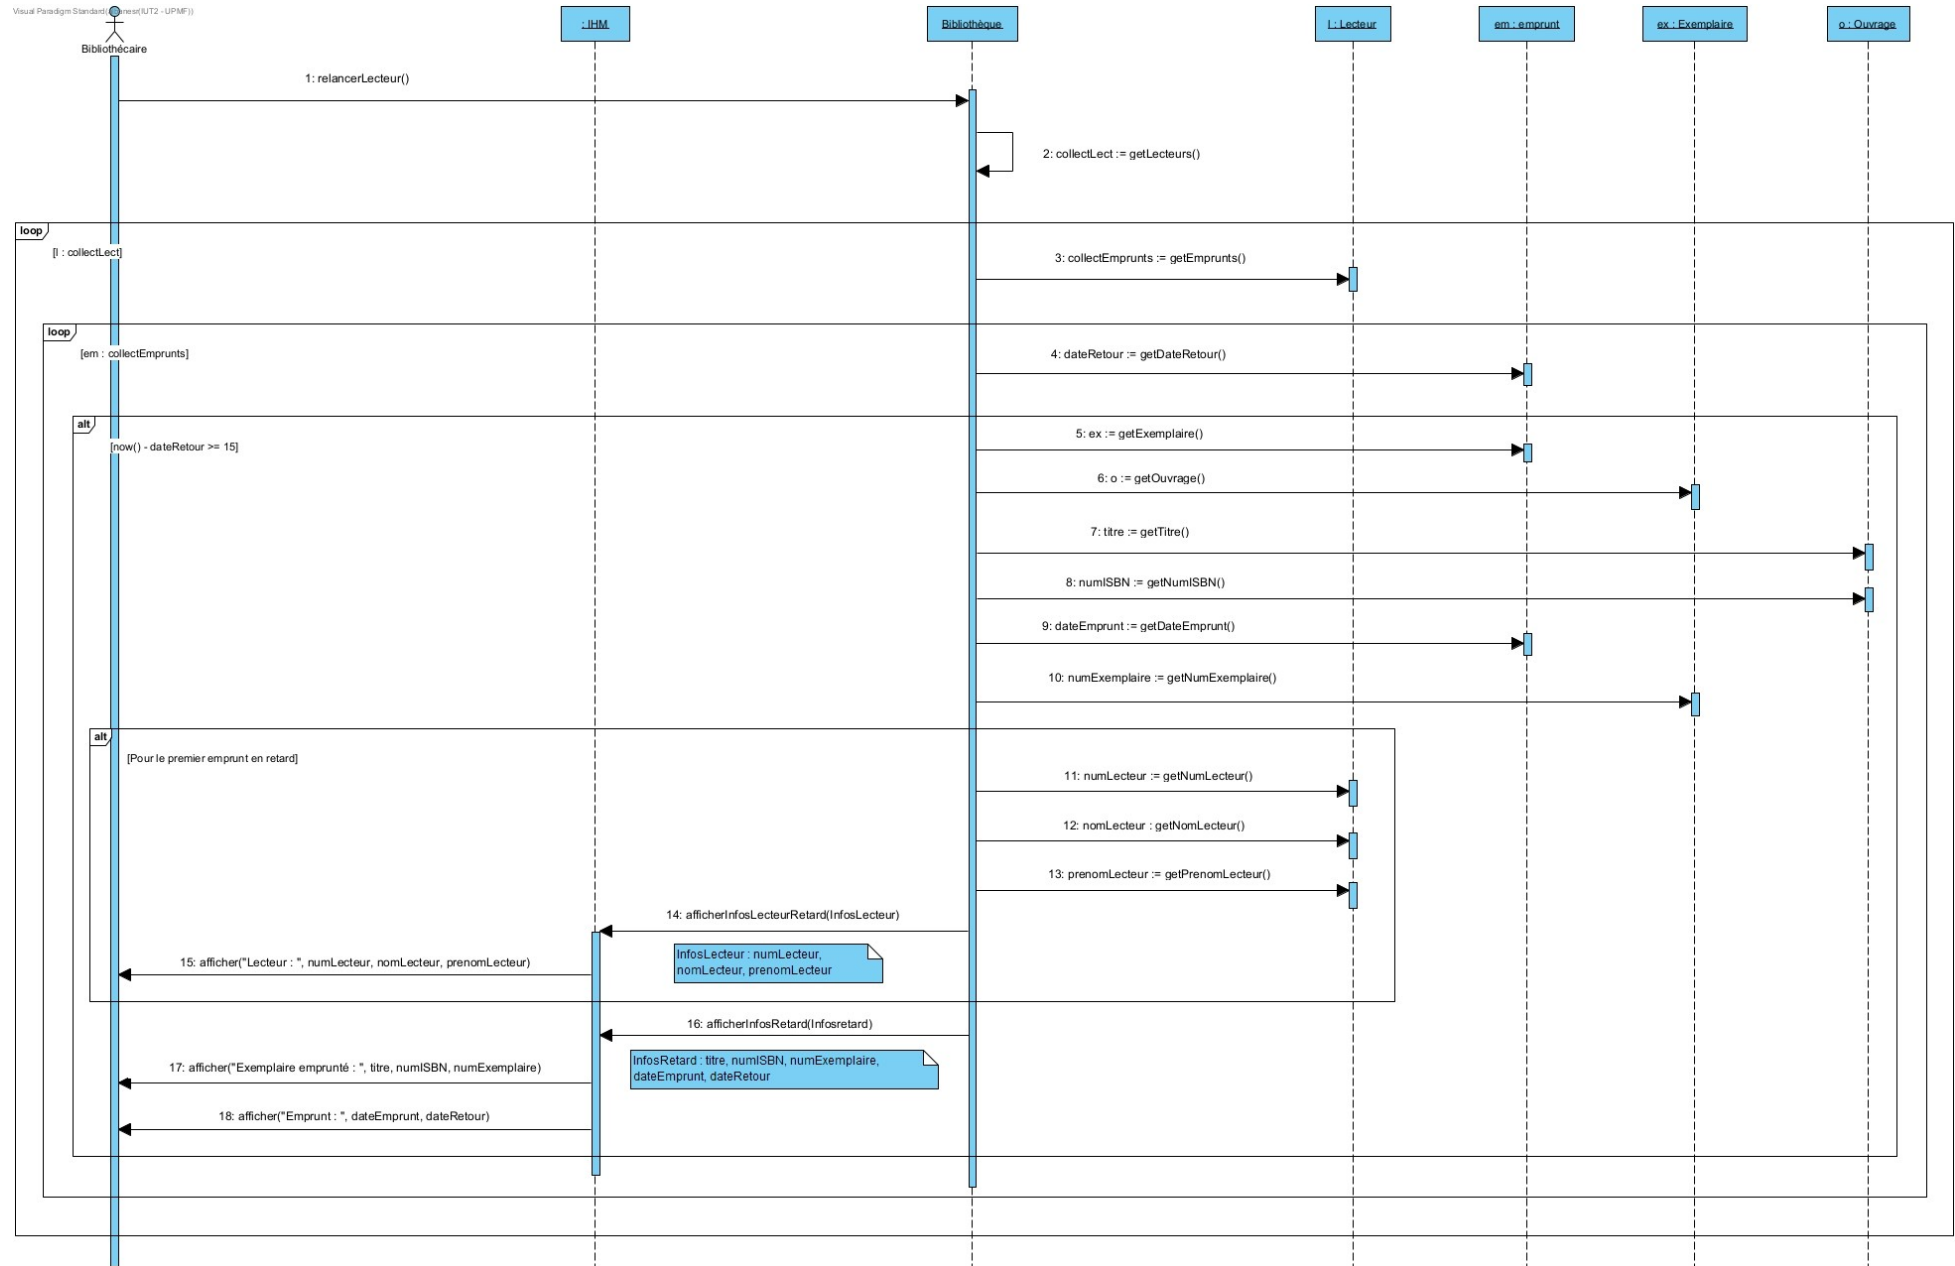 Visual Paradigm Standard(
(IUT2 - UPMF))
Bibliothécaire
: IHM
Bibliothèque
l : Lecteur
em : emprunt
ex : Exemplaire
o : Ouvrage
1: relancerLecteur()
2: collectLect := getLecteurs()
loop
[l : collectLect]
3: collectEmprunts := getEmprunts()
loop
[em : collectEmprunts]
4: dateRetour := getDateRetour()
alt
[now() - dateRetour >= 15]
5: ex := getExemplaire()
6: o := getOuvrage()
7: titre := getTitre()
8: numISBN := getNumISBN()
9: dateEmprunt := getDateEmprunt()
10: numExemplaire := getNumExemplaire()
alt
[Pour le premier emprunt en retard]
11: numLecteur := getNumLecteur()
12: nomLecteur : getNomLecteur()
13: prenomLecteur := getPrenomLecteur()
14: afficherInfosLecteurRetard(InfosLecteur)
InfosLecteur : numLecteur,
nomLecteur, prenomLecteur
15: afficher("Lecteur : ", numLecteur, nomLecteur, prenomLecteur)
16: afficherInfosRetard(Infosretard)
InfosRetard : titre, numISBN, numExemplaire,
dateEmprunt, dateRetour
17: afficher("Exemplaire emprunté : ", titre, numISBN, numExemplaire)
18: afficher("Emprunt : ", dateEmprunt, dateRetour)